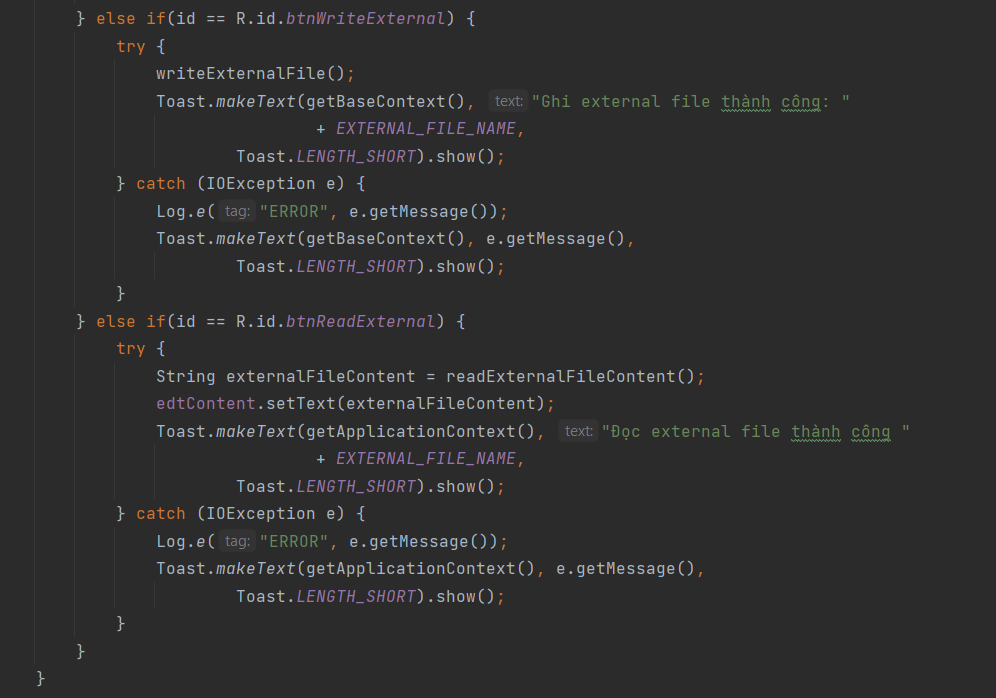 } else if(id == R.id.btnWriteExternal) {
try {
writeExternalFile();
Toast.makeText(getBaseContext(), text: "Ghi external file thành công: "
+ EXTERNAL_FILE_NAME,
Toast.LENGTH_SHORT).show();
} catch (IOException e) {
Log.e( tag: "ERROR", e.getMessage());
Toast.makeText(getBaseContext(), e.getMessage(),
Toast.LENGTH_SHORT).show();
}
} else if(id == R.id.btnReadExternal) {
try {
String externalFileContent = readExternalFileContent();
edtContent.setText(externalFileContent);
Toast.makeText(getApplicationContext(), text: "Đọc external file thành công "
+ EXTERNAL_FILE_NAME,
Toast.LENGTH_SHORT).show();
} catch (IOException e) {
Log.e( tag: "ERROR", e.getMessage());
Toast.makeText(getApplicationContext(), e.getMessage(),
Toast.LENGTH_SHORT).show();
}
}
}